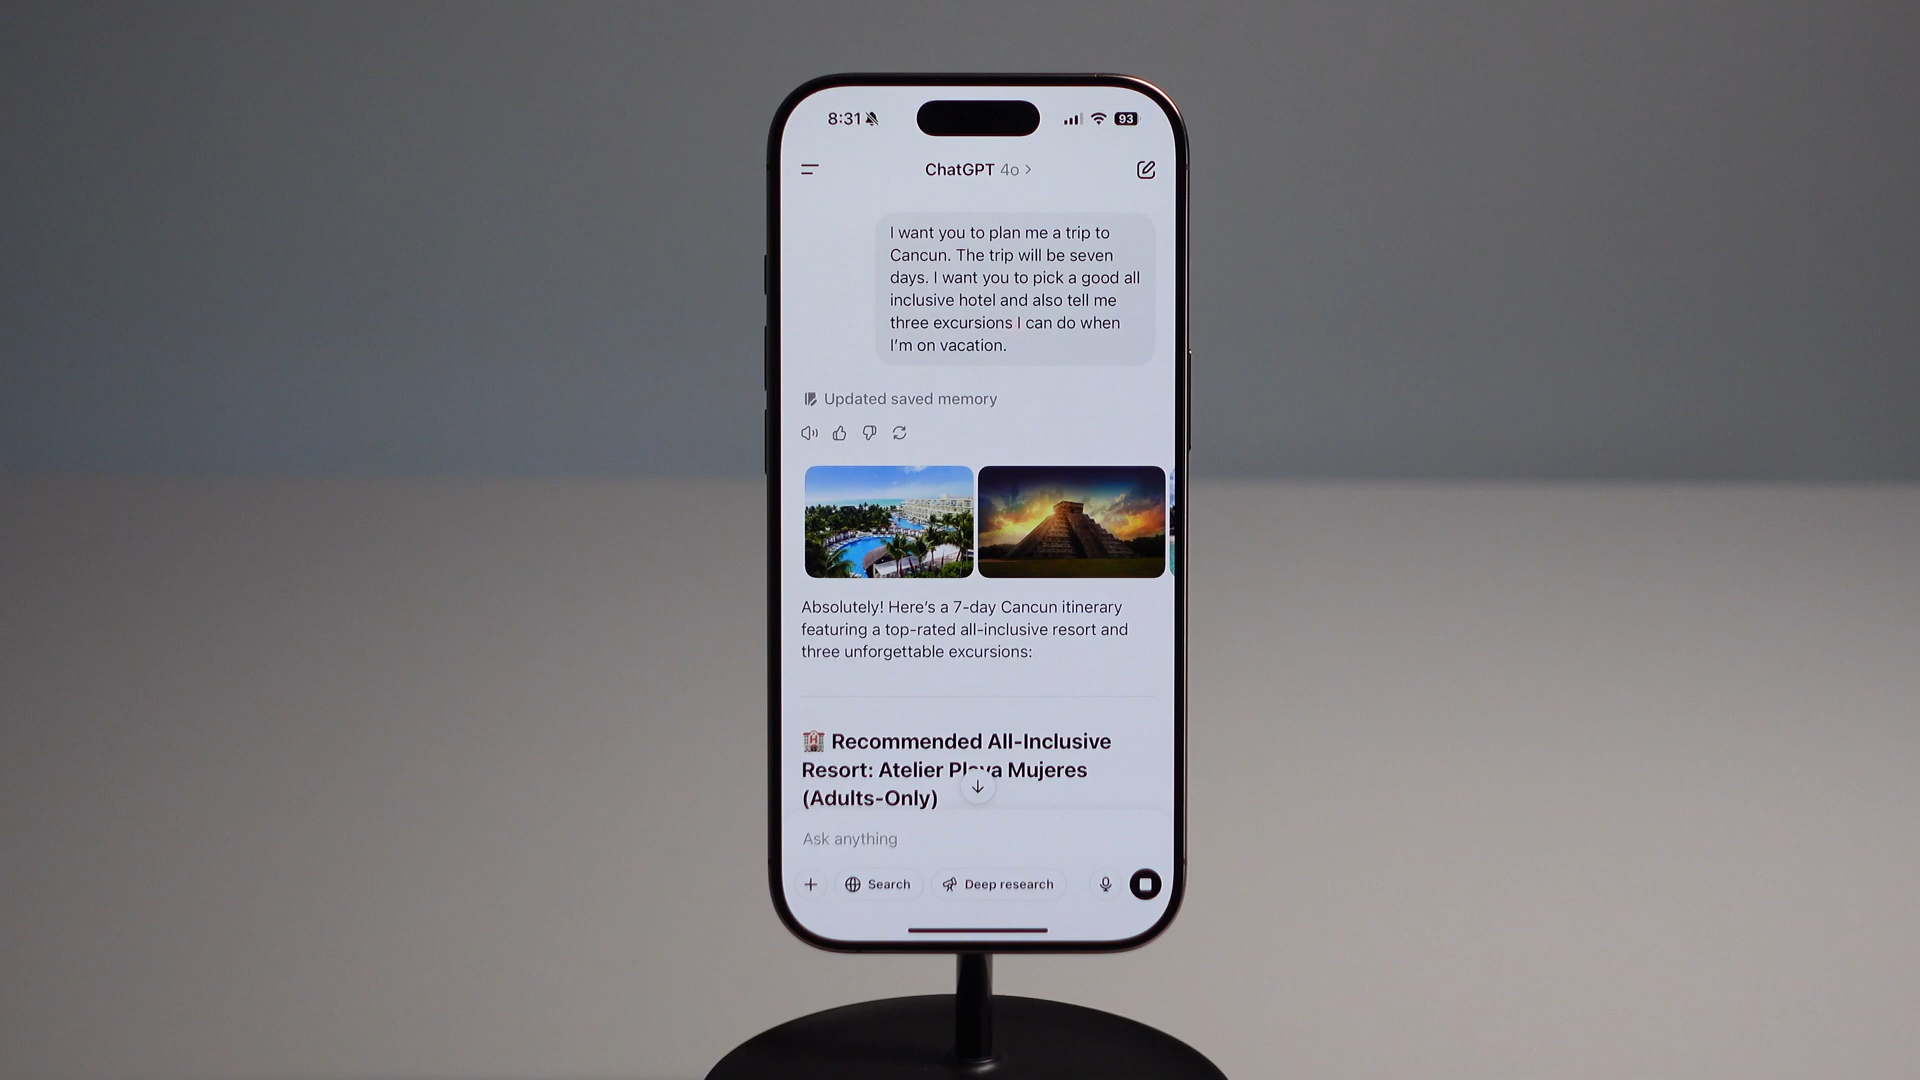 8:31
93
ChatGPT 4o >
I want you to plan me a trip to
Cancun. The trip will be seven
days. I want you to pick a good all
inclusive hotel and also tell me
three excursions I can do when
I'm on vacation.
Updated saved memory
Absolutely! Here's a 7-day Cancun itinerary
featuring a top-rated all-inclusive resort and
three unforgettable excursions:
🏨 Recommended All-Inclusive
Resort: Atelier Playa Mujeres
(Adults-Only)
Ask anything
Search
Deep research